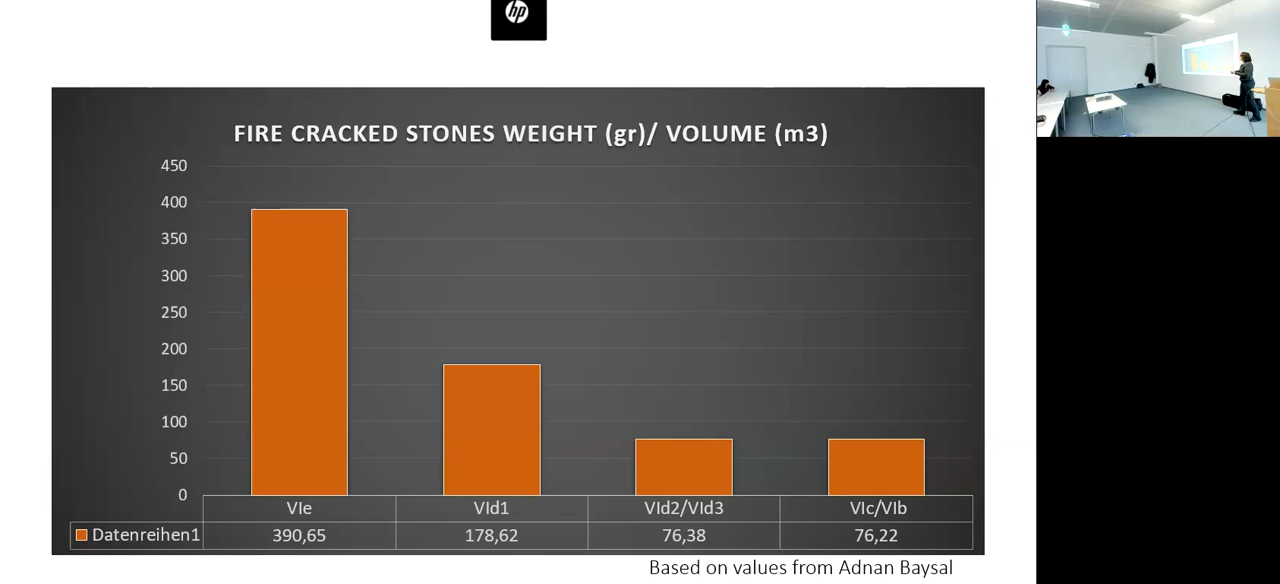 hp
FIRE CRACKED STONES WEIGHT (gr)/ VOLUME (m3)
450
400
350
300
250
200
150
100
50
0
VIe VId1 VId2/VId3 VIc/VIb
Datenreihen1 390,65 178,62 76,38 76,22
Based on values from Adnan Baysal